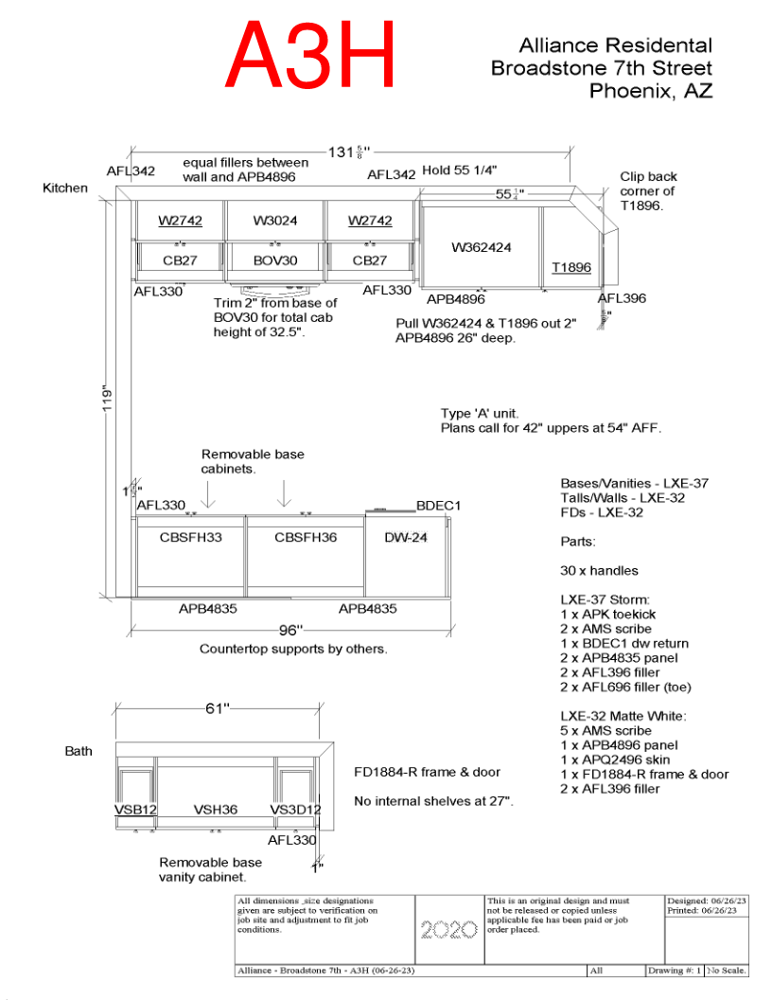 A3H
Alliance Residental
Broadstone 7th Street
Phoenix, AZ
131 5/8"
AFL342
equal fillers between
wall and APB4896
AFL342
Hold 55 1/4"
Clip back
corner of
T1896.
Kitchen
55 1/4"
W2742
W3024
W2742
W362424
T1896
CB27
BOV30
CB27
AFL330
AFL330
APB4896
AFL396
Trim 2" from base of
BOV30 for total cab
height of 32.5".
Pull W362424 & T1896 out 2"
APB4896 26" deep.
119"
Type 'A' unit.
Plans call for 42" uppers at 54" AFF.
Removable base
cabinets.
AFL330
BDEC1
CBSFH33
CBSFH36
DW-24
APB4835
APB4835
96"
Countertop supports by others.
Bases/Vanities - LXE-37
Talls/Walls - LXE-32
FDs - LXE-32
Parts:
30 x handles
LXE-37 Storm:
1 x APK toekick
2 x AMS scribe
1 x BDEC1 dw return
2 x APB4835 panel
2 x AFL396 filler
2 x AFL696 filler (toe)
LXE-32 Matte White:
5 x AMS scribe
1 x APB4896 panel
1 x APQ2496 skin
1 x FD1884-R frame & door
2 x AFL396 filler
61"
Bath
FD1884-R frame & door
No internal shelves at 27".
VSB12
VSH36
VS3D12
AFL330
1"
Removable base
vanity cabinet.
All dimensions _size designations
given are subject to verification on
job site and adjustment to fit job
conditions.
2020
This is an original design and must
not be released or copied unless
applicable fee has been paid or job
order placed.
Designed: 06/26/23
Printed: 06/26/23
Alliance - Broadstone 7th - A3H (06-26-23)
All
Drawing #: 1
No Scale.